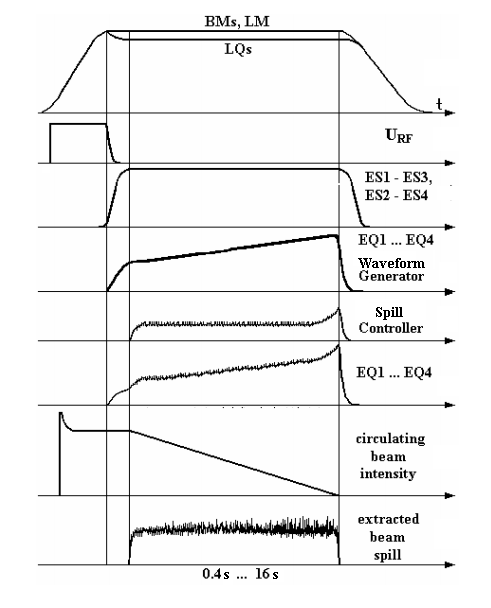 BMs, LM
LQs
t
U_RF
ES1 - ES3,
ES2 - ES4
EQ1 ... EQ4
Waveform
Generator
Spill
Controller
EQ1 ... EQ4
circulating
beam
intensity
extracted
beam
spill
0.4 s ... 16 s